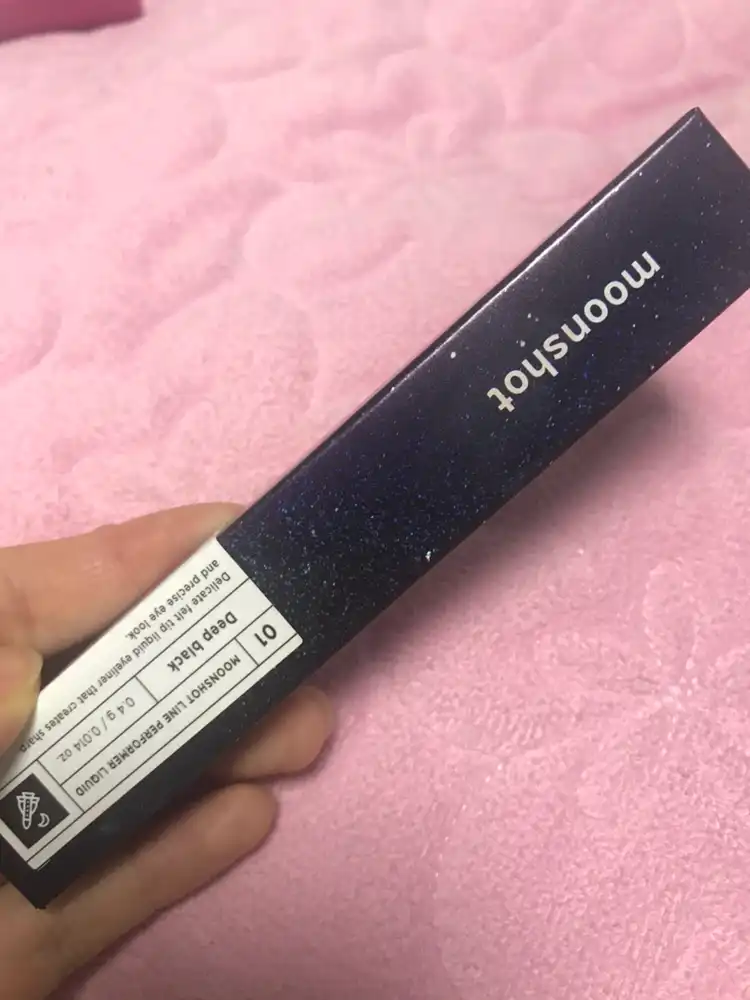 moonshot
MOONSHOT LINE PERFORMER LIQUID
01
Deep black
0.4 g / 0.014 oz.
Delicate felt tip liquid eyeliner that creates sharp
and precise eye look.